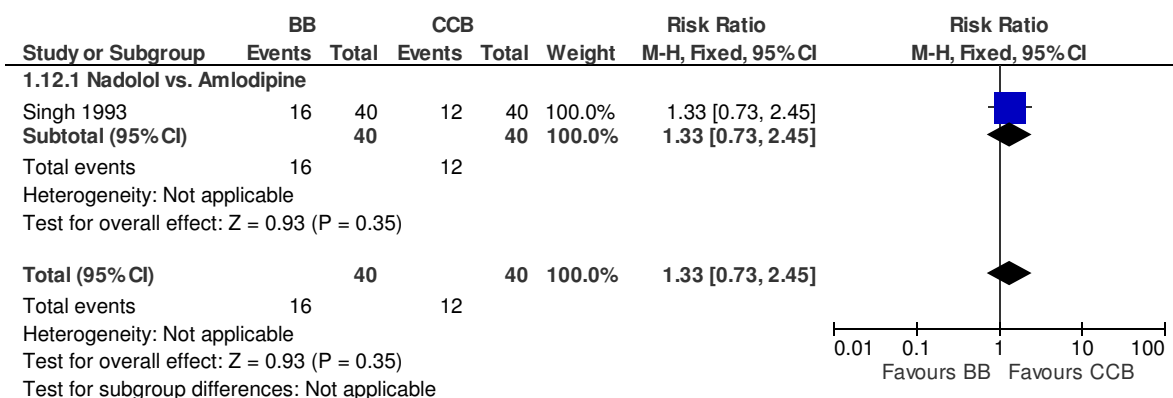 BB CCB Risk Ratio Risk Ratio
Study or Subgroup Events Total Events Total Weight M-H, Fixed, 95% CI M-H, Fixed, 95% CI
1.12.1 Nadolol vs. Amlodipine
Singh 1993 16 40 12 40 100.0% 1.33 [0.73, 2.45]
Subtotal (95% CI) 40 40 100.0% 1.33 [0.73, 2.45]
Total events 16 12
Heterogeneity: Not applicable
Test for overall effect: Z = 0.93 (P = 0.35)
Total (95% CI) 40 40 100.0% 1.33 [0.73, 2.45]
Total events 16 12
Heterogeneity: Not applicable
Test for overall effect: Z = 0.93 (P = 0.35)
Test for subgroup differences: Not applicable
0.01 0.1 1 10 100
Favours BB Favours CCB